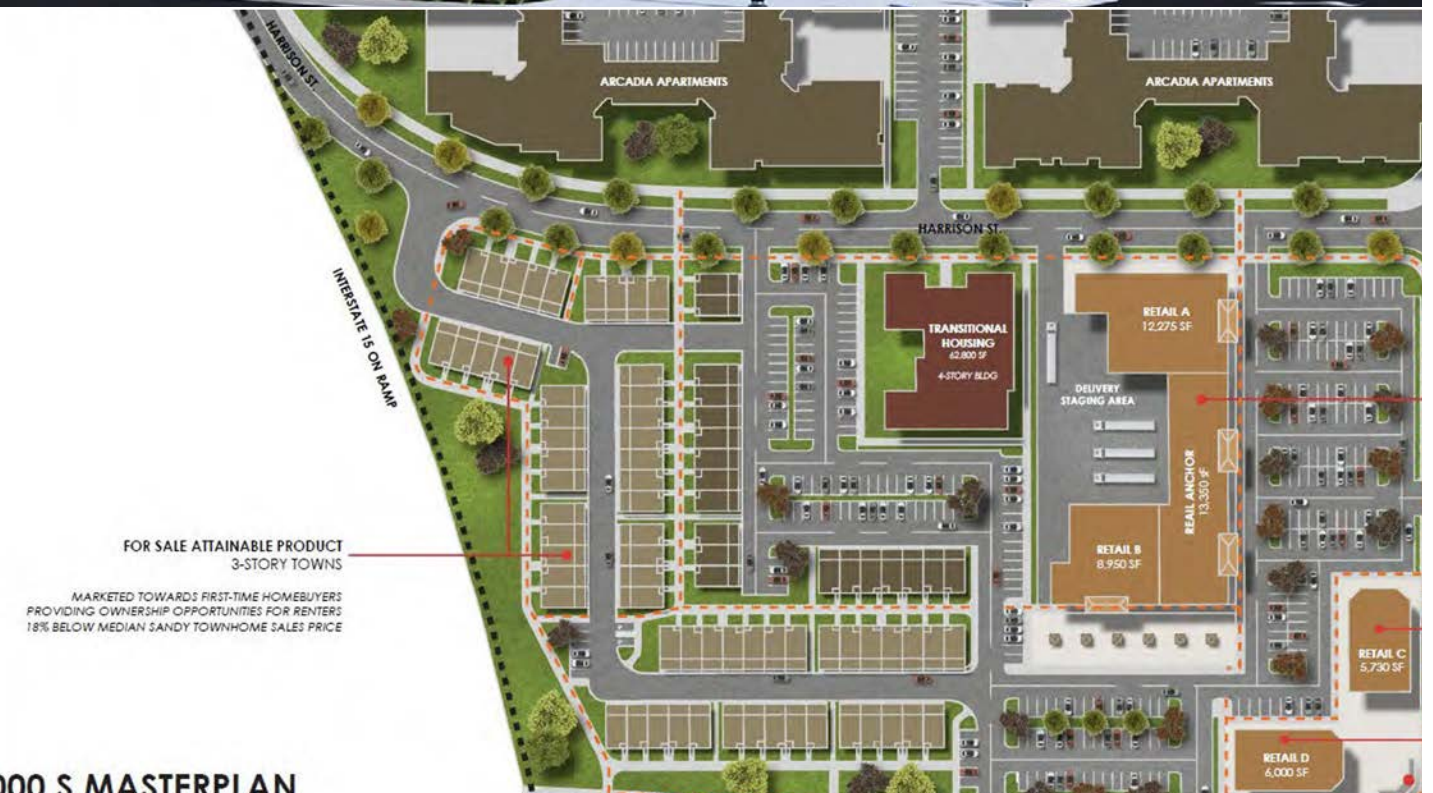 HARRISON ST.
ARCADIA APARTMENTS
ARCADIA APARTMENTS
HARRISON ST.
INTERSTATE 15 ON RAMP
TRANSITIONAL
HOUSING
62,800 SF
4-STORY BLDG
RETAIL A
12,275 SF
DELIVERY
STAGING AREA
REAIL ANCHOR
13,350 SF
RETAIL B
8,950 SF
FOR SALE ATTAINABLE PRODUCT
3-STORY TOWNS
MARKETED TOWARDS FIRST-TIME HOMEBUYERS
PROVIDING OWNERSHIP OPPORTUNITIES FOR RENTERS
18% BELOW MEDIAN SANDY TOWNHOME SALES PRICE
RETAIL C
5,730 SF
RETAIL D
6,000 SF
000 S MASTERPLAN